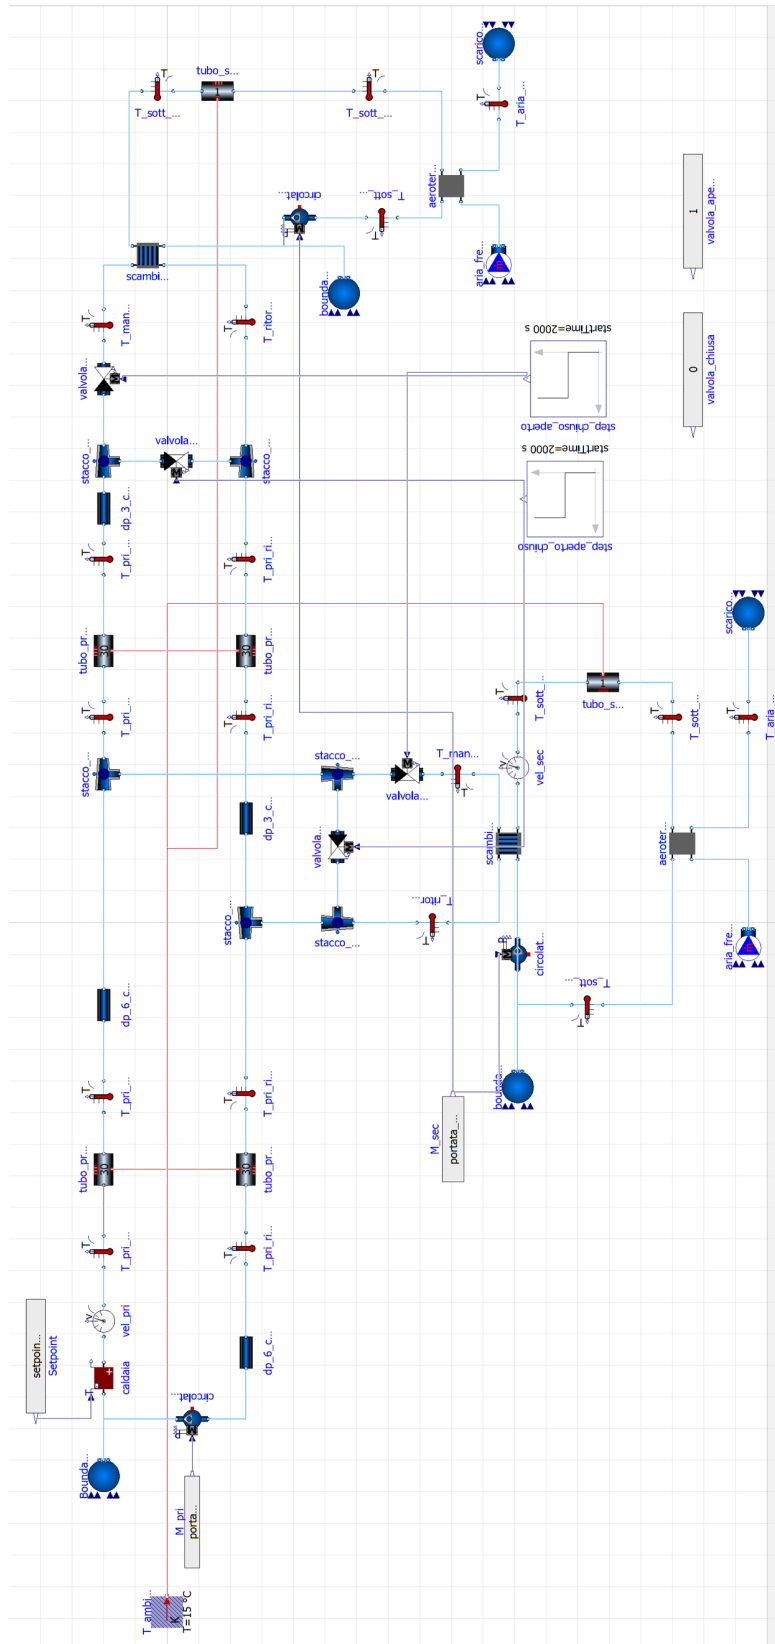 scarico...
T
T
tubo_s...
1
T
T_aria_...
T_sott_...
T_sott_...
1
valvola_ape...
aeroter...
circolat...
T_sott_...
M
T
scambi...
aria_fre...
bounda...
T
T_man...
T
T_ritor...
startTime=2000 s
0
valvola_chiusa
valvola...
M
step_chiuso_aperto
valvola...
startTime=2000 s
stacco_...
M
stacco_...
dp_3_c...
step_aperto_chiuso
T
T_pri_...
T
T_pri_ri...
scarico...
tubo_pr...
30
tubo_pr...
30
1
tubo_s...
T
T_sott_...
T
T_pri_...
T
T_pri_ri...
T
T_sott_...
T
T_aria_...
stacco_...
stacco_...
M
valvola...
T_man...
T
V
vel_sec
dp_3_c...
valvola...
M
scambi...
aeroter...
stacco_...
stacco_...
T_ritor...
T
M
circolat...
aria_fre...
T_sott_...
T
dp_6_c...
T
T_pri_...
T
T_pri_ri...
bounda...
M_sec
portata_...
tubo_pr...
30
tubo_pr...
30
T
T_pri_...
T
T_pri_ri...
setpoin...
Setpoint
V
vel_pri
caldaia
T
dp_6_c...
circolat...
M
Bounda...
M_pri
porta...
T_ambi...
K
T=15 °C